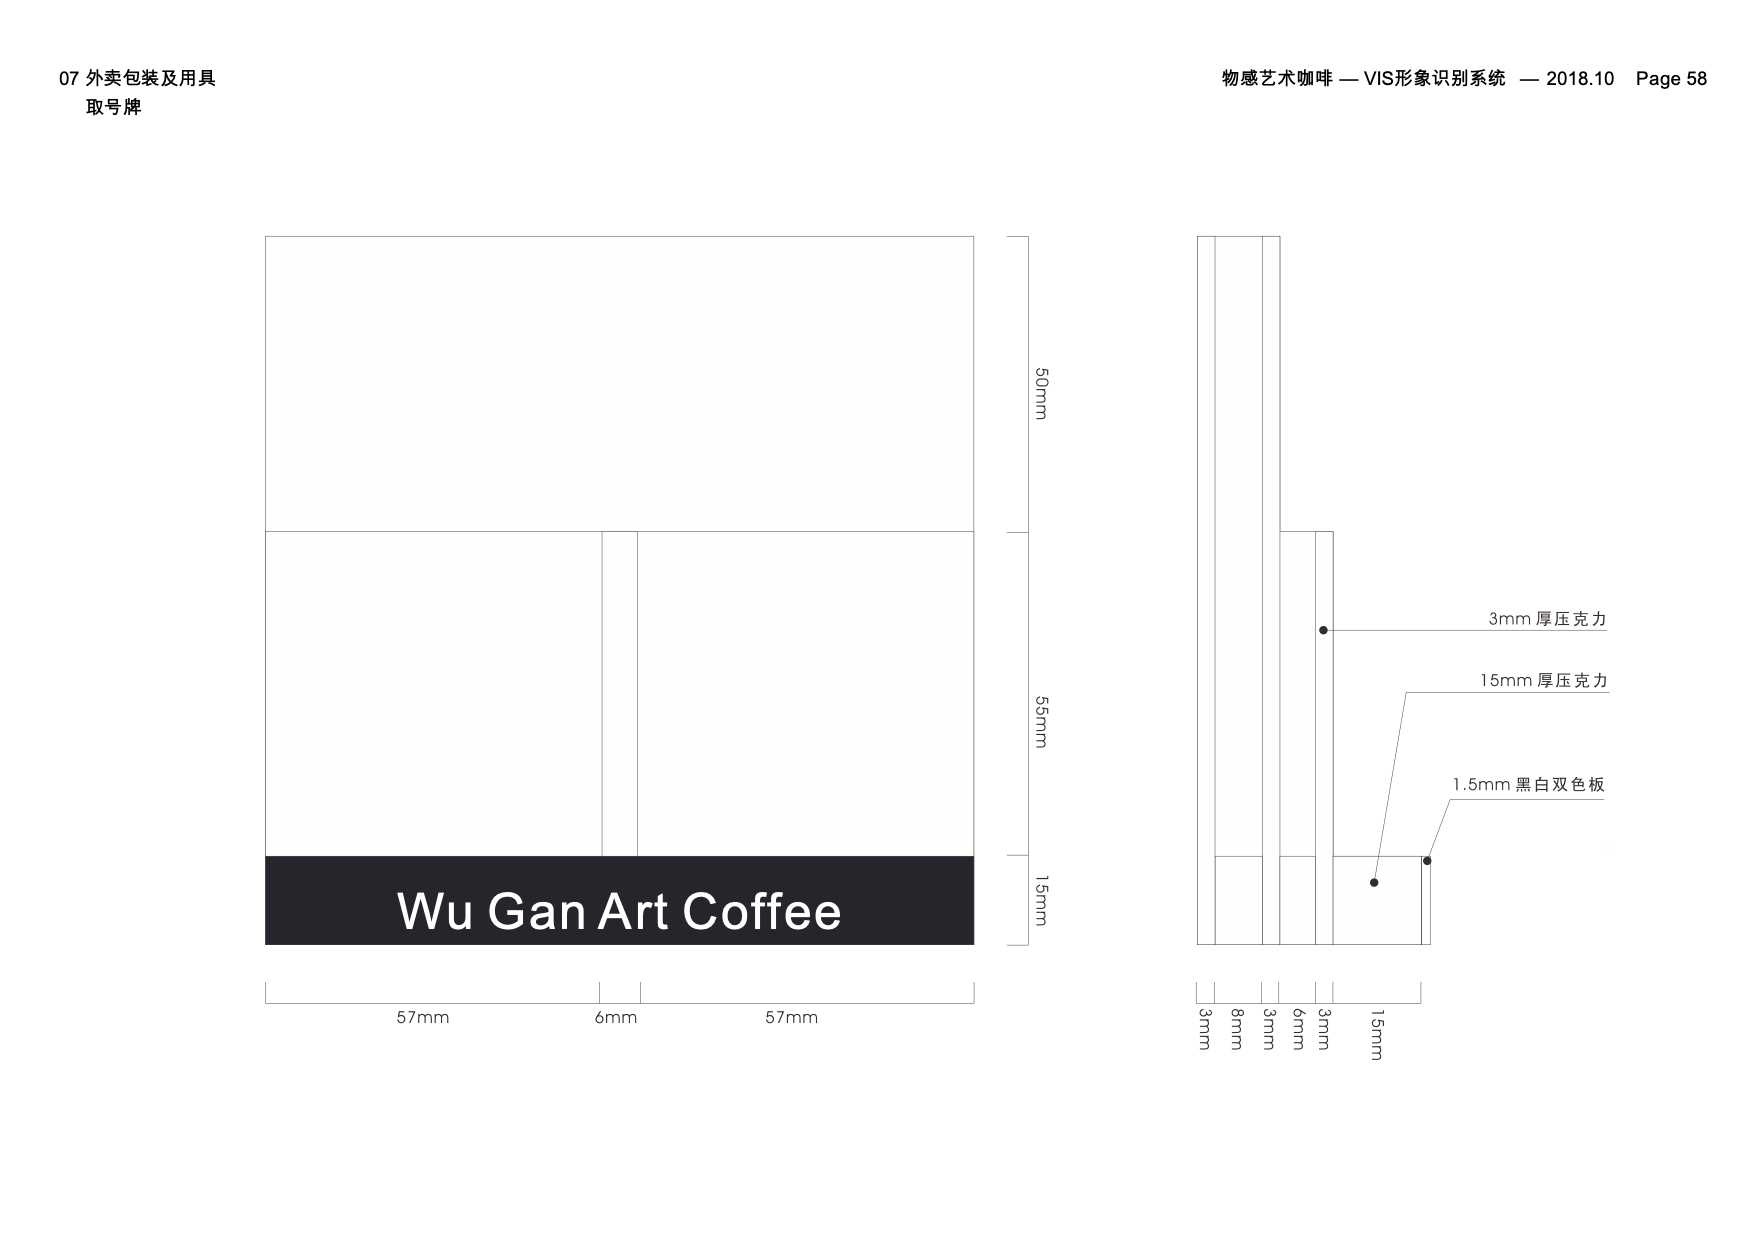 07 外卖包装及用具
取号牌
物感艺术咖啡 — VIS形象识别系统 — 2018.10 Page 58
50mm
55mm
15mm
Wu Gan Art Coffee
57mm
6mm
57mm
3mm 厚压克力
15mm 厚压克力
1.5mm 黑白双色板
3mm
8mm
3mm
6mm
3mm
15mm